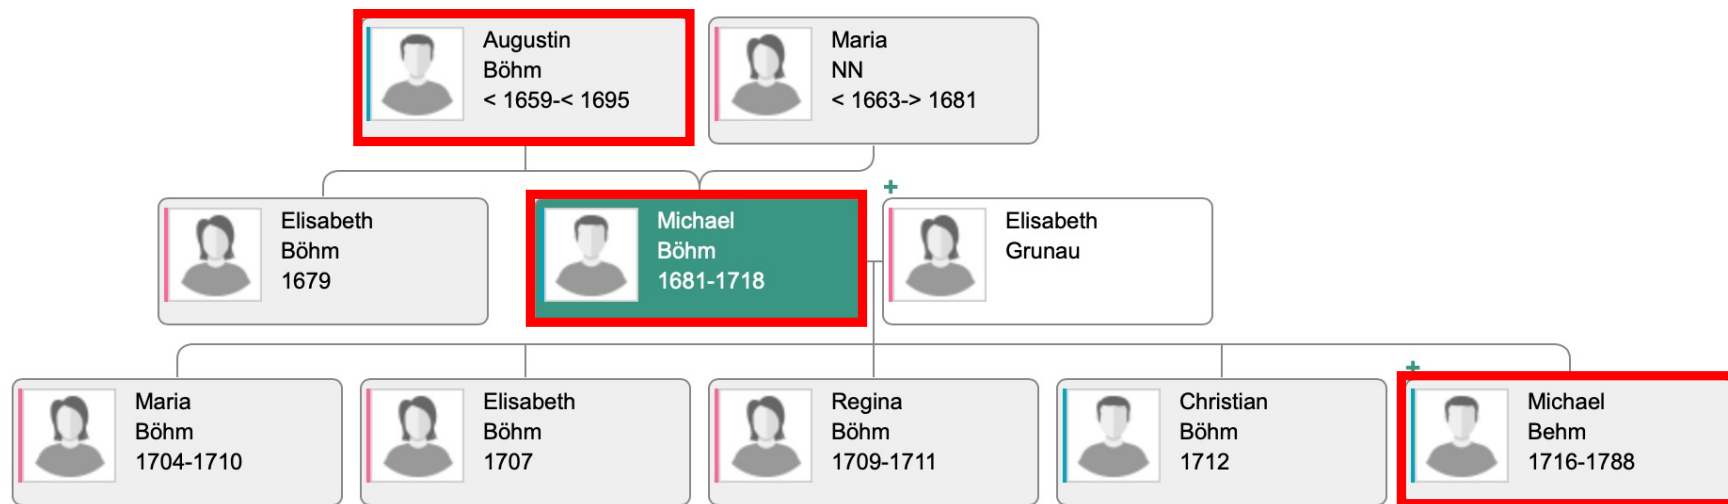 Augustin
Böhm
< 1659-< 1695
Maria
NN
< 1663-> 1681
Elisabeth
Böhm
1679
Michael
Böhm
1681-1718
+
Elisabeth
Grunau
Maria
Böhm
1704-1710
Elisabeth
Böhm
1707
Regina
Böhm
1709-1711
Christian
Böhm
1712
+
Michael
Behm
1716-1788